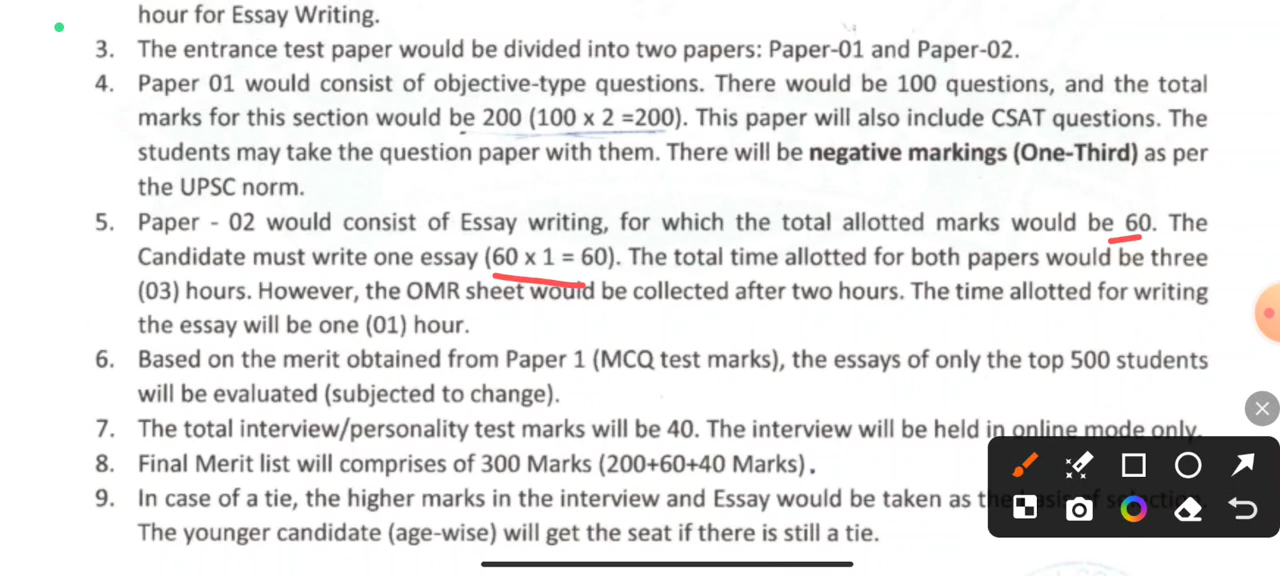 hour for Essay Writing.
3. The entrance test paper would be divided into two papers: Paper-01 and Paper-02.
4. Paper 01 would consist of objective-type questions. There would be 100 questions, and the total
marks for this section would be 200 (100 x 2 =200). This paper will also include CSAT questions. The
students may take the question paper with them. There will be negative markings (One-Third) as per
the UPSC norm.
5. Paper - 02 would consist of Essay writing, for which the total allotted marks would be 60. The
Candidate must write one essay (60 x 1 = 60). The total time allotted for both papers would be three
(03) hours. However, the OMR sheet would be collected after two hours. The time allotted for writing
the essay will be one (01) hour.
6. Based on the merit obtained from Paper 1 (MCQ test marks), the essays of only the top 500 students
will be evaluated (subjected to change).
7. The total interview/personality test marks will be 40. The interview will be held in online mode only.
8. Final Merit list will comprises of 300 Marks (200+60+40 Marks).
9. In case of a tie, the higher marks in the interview and Essay would be taken as
The younger candidate (age-wise) will get the seat if there is still a tie.